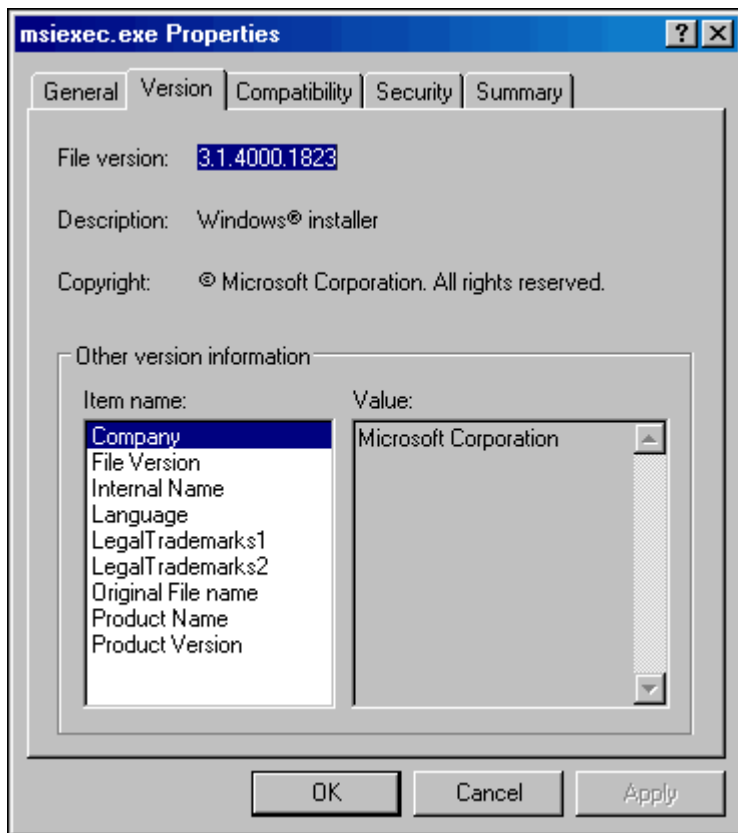 msiexec.exe Properties
General Version Compatibility Security Summary
File version: 3.1.4000.1823
Description: Windows® installer
Copyright: © Microsoft Corporation. All rights reserved.
Other version information
Item name: Value:
Company Microsoft Corporation
File Version
Internal Name
Language
LegalTrademarks1
LegalTrademarks2
Original File name
Product Name
Product Version
OK Cancel Apply